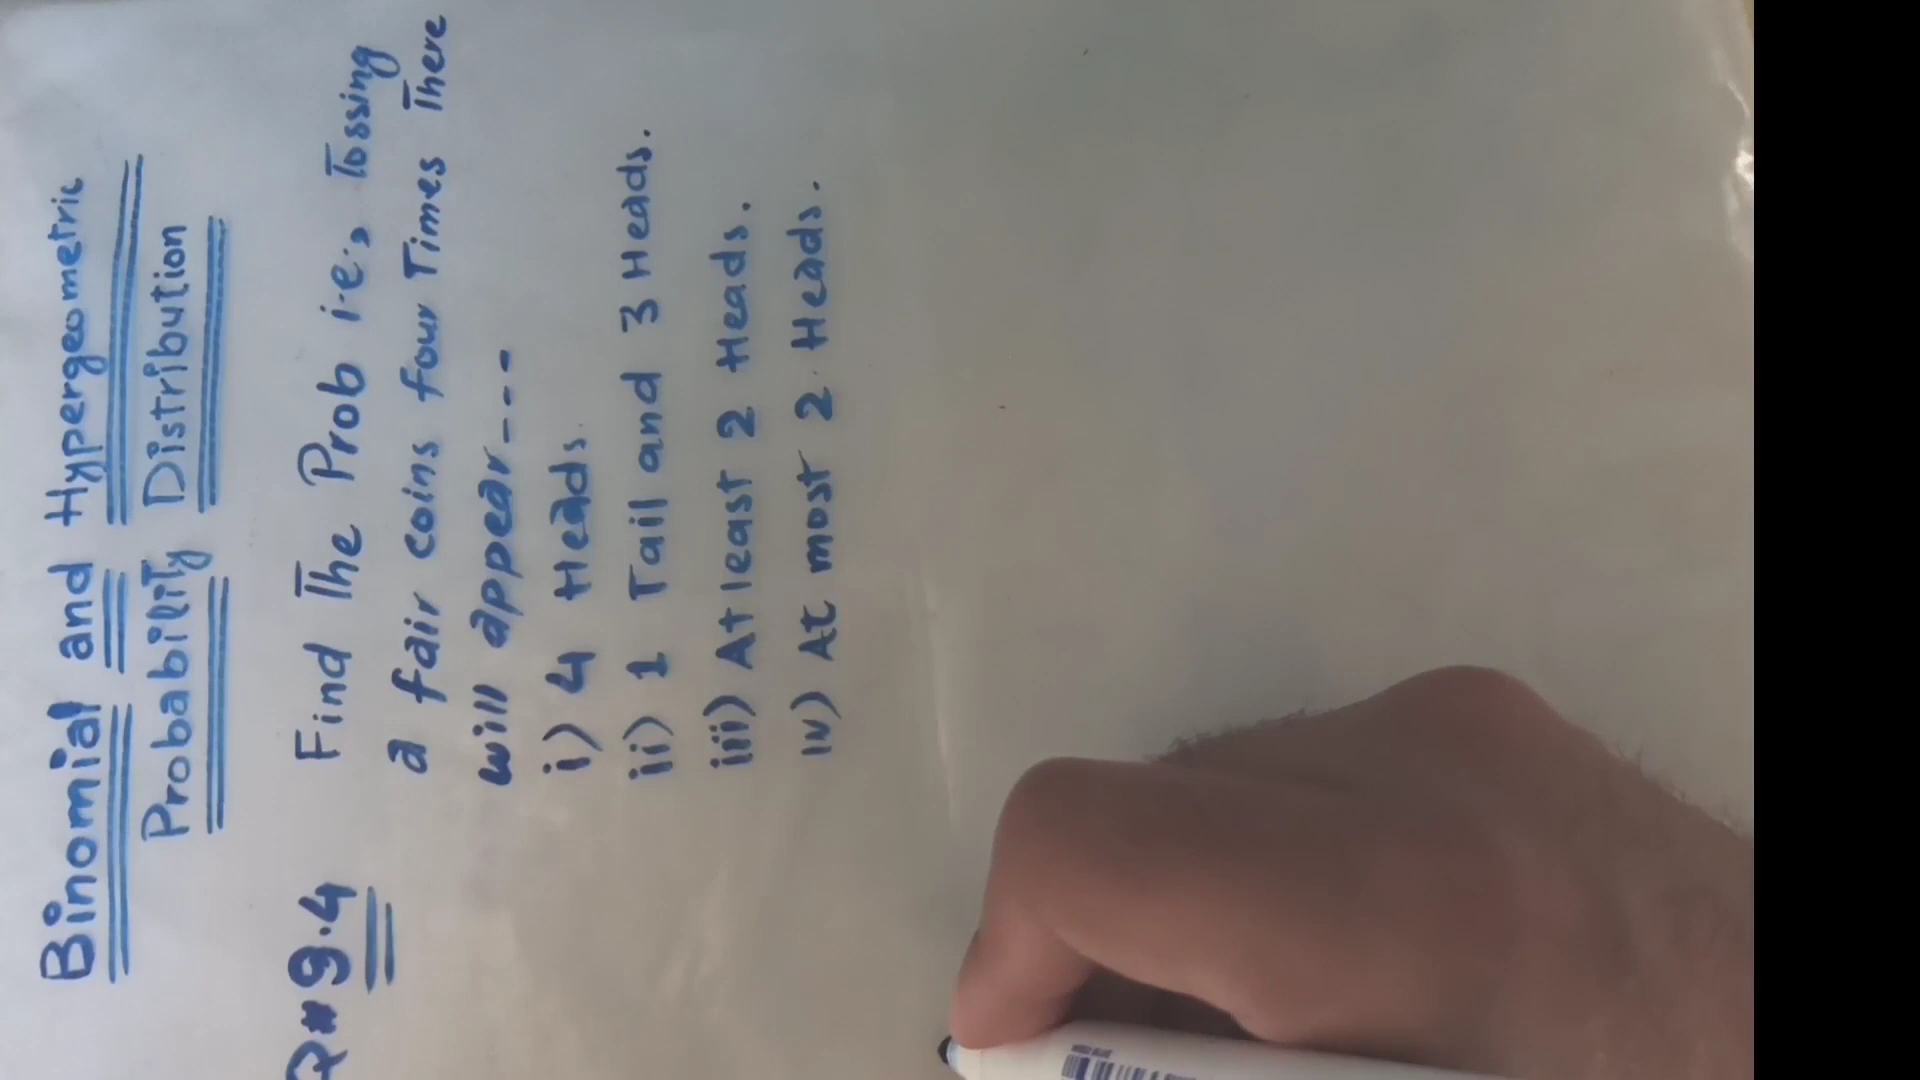 Binomial and Hypergeometric
Probability Distribution
Q# 9.4 Find The Prob i.e., Tossing
a fair coins four Times There
will appear----
i) 4 Heads.
ii) 1 Tail and 3 Heads.
iii) At least 2 Heads.
iv) At most 2 Heads.